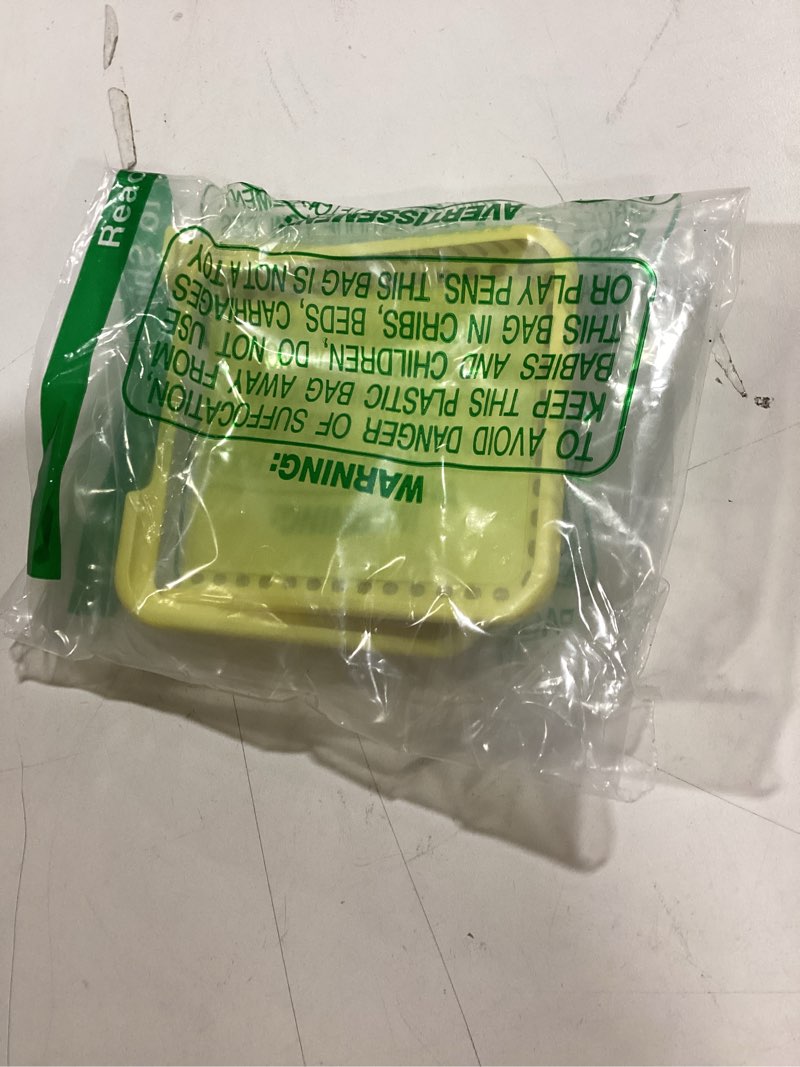 WARNING:
TO AVOID DANGER OF SUFFOCATION,
KEEP THIS PLASTIC BAG AWAY FROM
BABIES AND CHILDREN, DO NOT USE
THIS BAG IN CRIBS, BEDS, CARRIAGES
OR PLAY PENS. THIS BAG IS NOT A TOY
AVERTISSEMENT